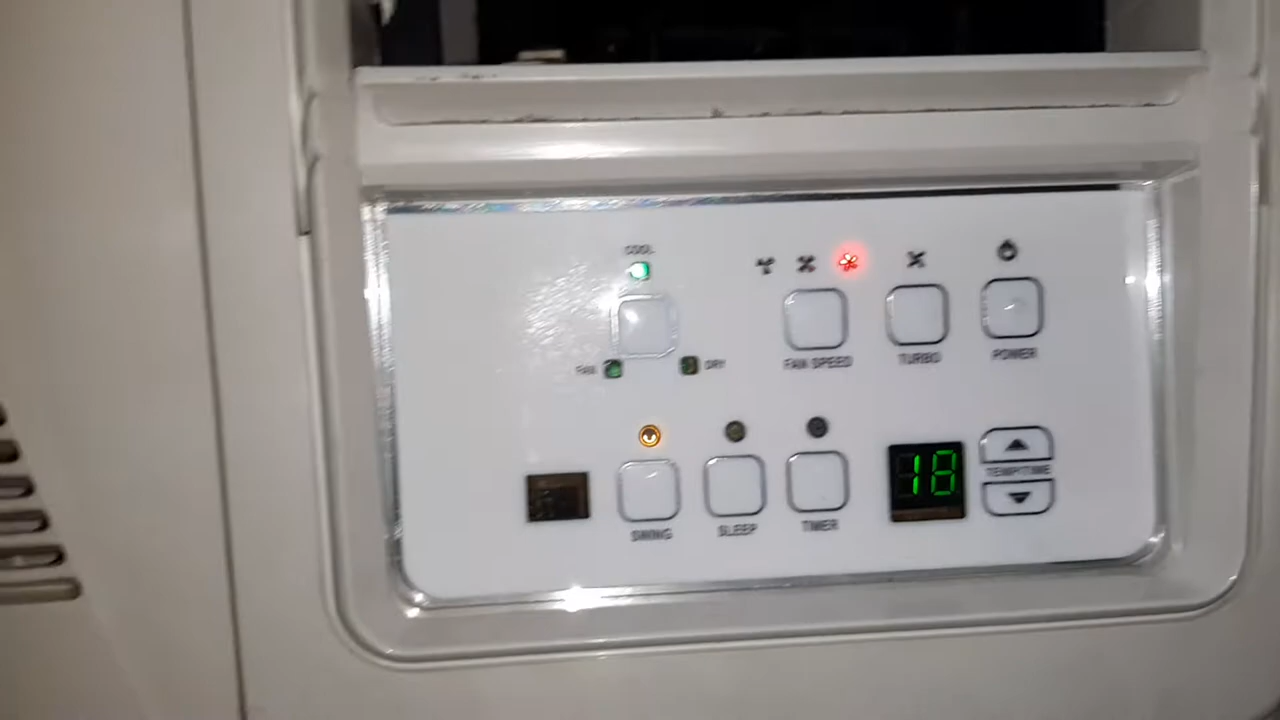 COOL
FAN
DRY
FAN SPEED
TURBO
POWER
SWING
SLEEP
TIMER
18
TEMP/TIME